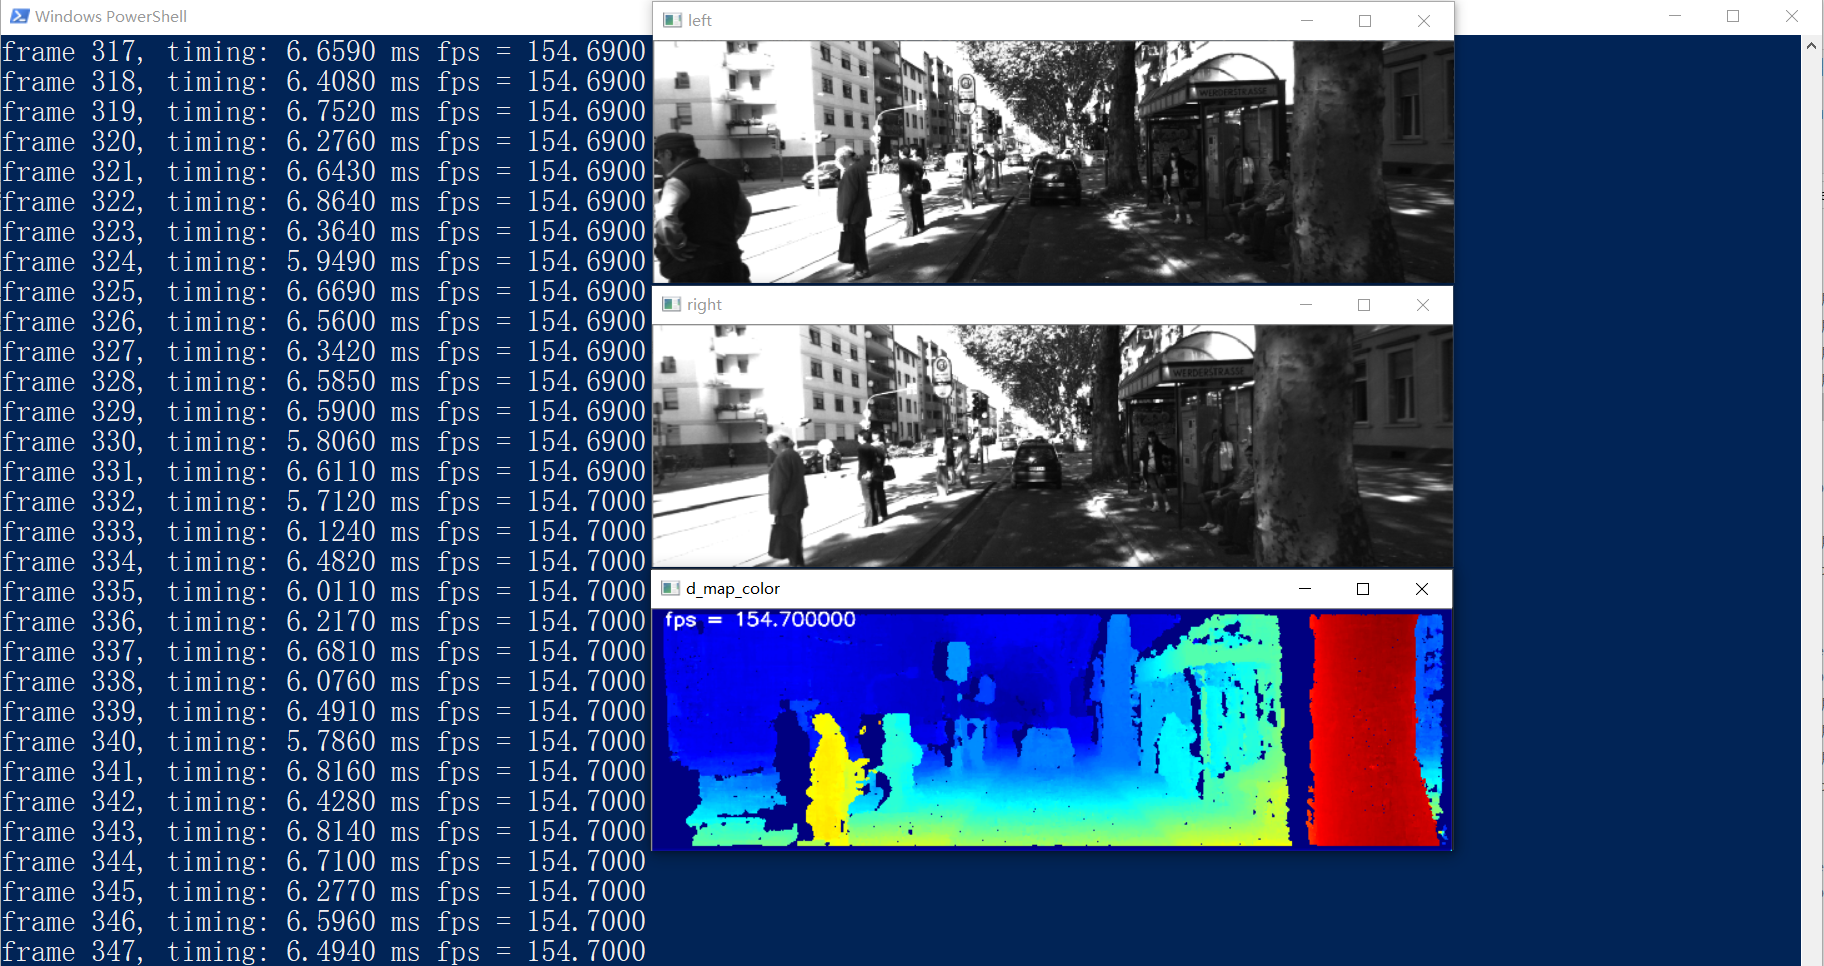 Windows PowerShell
frame 317, timing: 6.6590 ms fps = 154.6900
frame 318, timing: 6.4080 ms fps = 154.6900
frame 319, timing: 6.7520 ms fps = 154.6900
frame 320, timing: 6.2760 ms fps = 154.6900
frame 321, timing: 6.6430 ms fps = 154.6900
frame 322, timing: 6.8640 ms fps = 154.6900
frame 323, timing: 6.3640 ms fps = 154.6900
frame 324, timing: 5.9490 ms fps = 154.6900
frame 325, timing: 6.6690 ms fps = 154.6900
frame 326, timing: 6.5600 ms fps = 154.6900
frame 327, timing: 6.3420 ms fps = 154.6900
frame 328, timing: 6.5850 ms fps = 154.6900
frame 329, timing: 6.5900 ms fps = 154.6900
frame 330, timing: 5.8060 ms fps = 154.6900
frame 331, timing: 6.6110 ms fps = 154.6900
frame 332, timing: 5.7120 ms fps = 154.7000
frame 333, timing: 6.1240 ms fps = 154.7000
frame 334, timing: 6.4820 ms fps = 154.7000
frame 335, timing: 6.0110 ms fps = 154.7000
frame 336, timing: 6.2170 ms fps = 154.7000
frame 337, timing: 6.6810 ms fps = 154.7000
frame 338, timing: 6.0760 ms fps = 154.7000
frame 339, timing: 6.4910 ms fps = 154.7000
frame 340, timing: 5.7860 ms fps = 154.7000
frame 341, timing: 6.8160 ms fps = 154.7000
frame 342, timing: 6.4280 ms fps = 154.7000
frame 343, timing: 6.8140 ms fps = 154.7000
frame 344, timing: 6.7100 ms fps = 154.7000
frame 345, timing: 6.2770 ms fps = 154.7000
frame 346, timing: 6.5960 ms fps = 154.7000
frame 347, timing: 6.4940 ms fps = 154.7000
left
WERDERSTRASSE
right
WERDERSTRASSE
d_map_color
fps = 154.700000